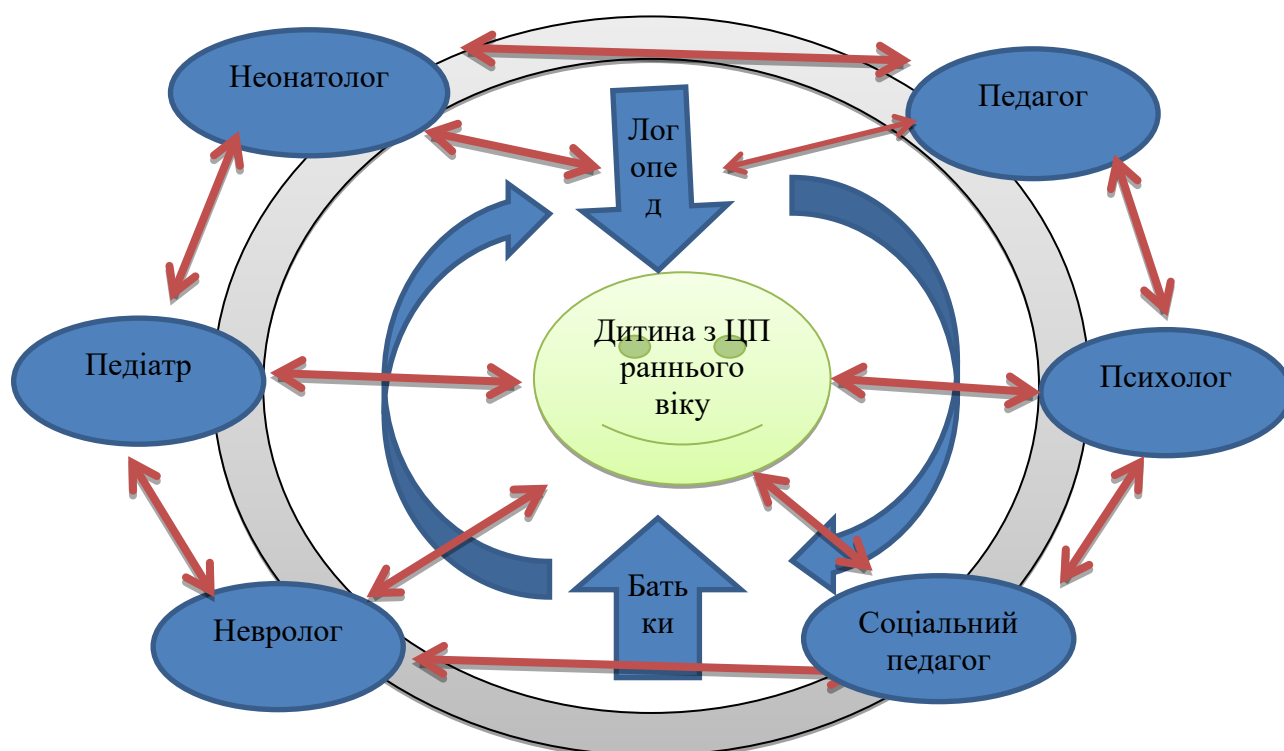 Неонатолог
Педагог
Лог
опе
д
Дитина з ЦП
раннього
віку
Педіатр
Психолог
Бать
ки
Невролог
Соціальний
педагог